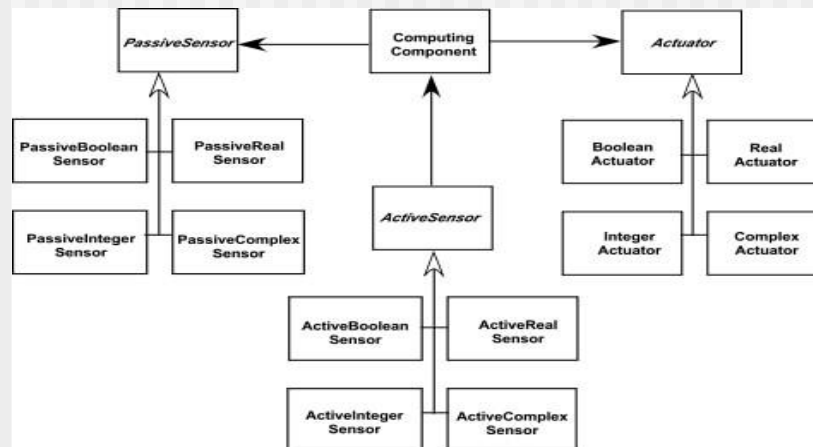 PassiveSensor
Computing
Component
Actuator
PassiveBoolean
Sensor
PassiveReal
Sensor
Boolean
Actuator
Real
Actuator
PassiveInteger
Sensor
PassiveComplex
Sensor
ActiveSensor
Integer
Actuator
Complex
Actuator
ActiveBoolean
Sensor
ActiveReal
Sensor
ActiveInteger
Sensor
ActiveComplex
Sensor